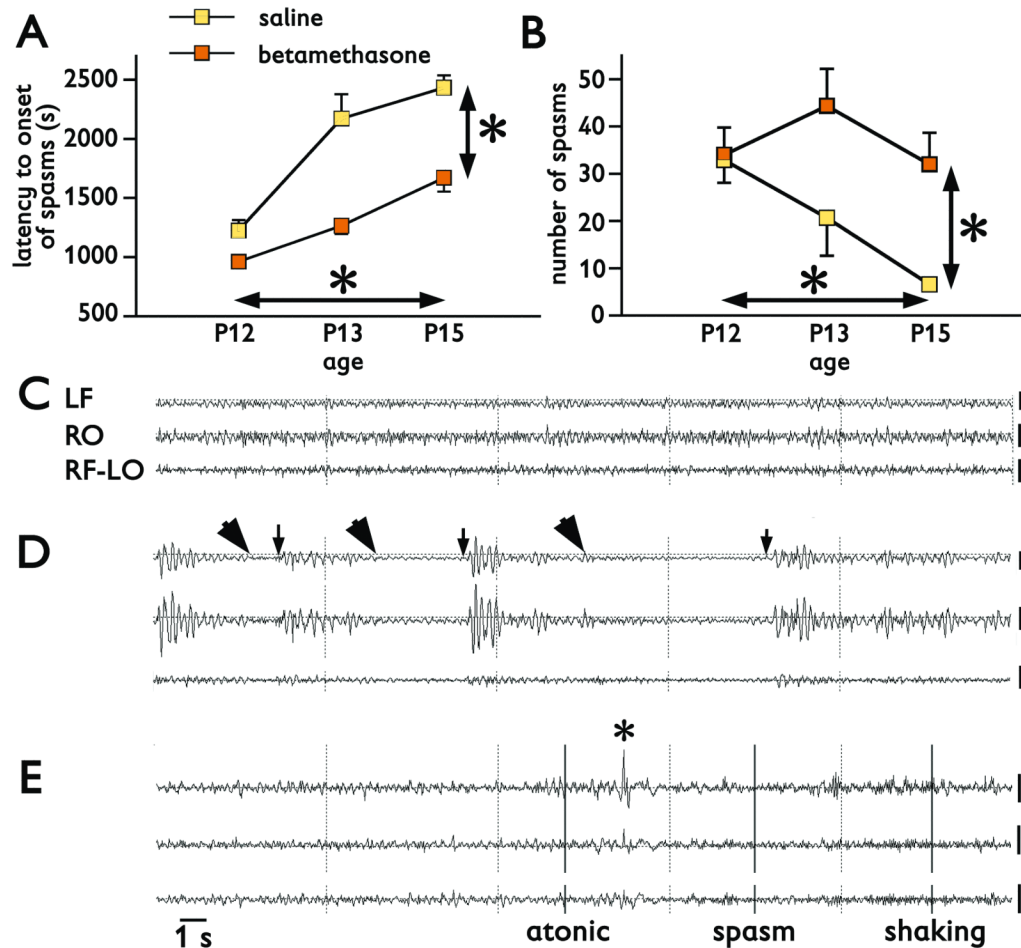 A
saline
betamethasone
B
latency to onset
of spasms (s)
2500
2000
1500
1000
500
*
*
P12
P13
P15
age
number of spasms
50
40
30
20
10
0
*
*
P12
P13
P15
age
C
LF
RO
RF-LO
D
E
*
1 s
atonic
spasm
shaking